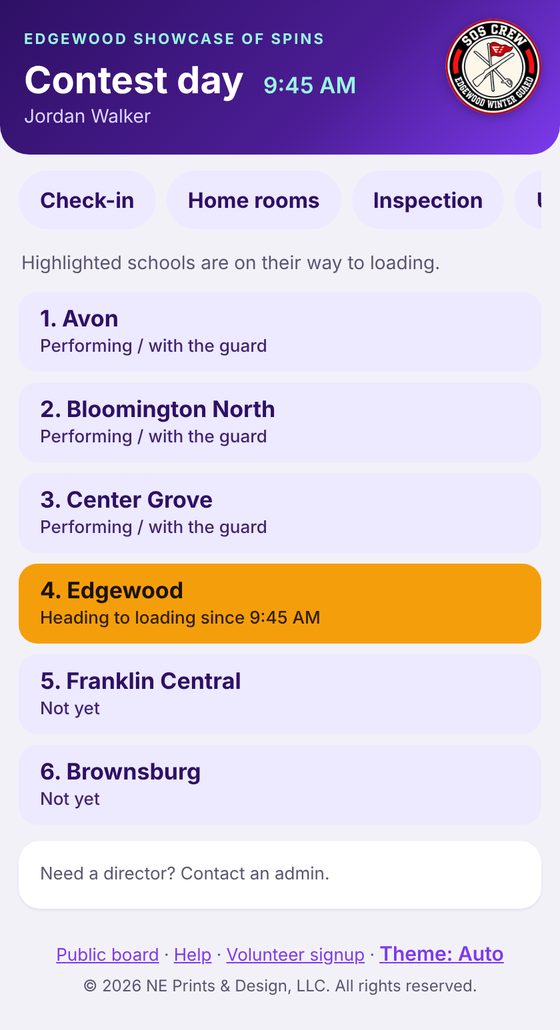 EDGEWOOD SHOWCASE OF SPINS
Contest day 9:45 AM
Jordan Walker
SOS CREW
EDGEWOOD WINTER GUARD
Check-in
Home rooms
Inspection
Highlighted schools are on their way to loading.
1. Avon
Performing / with the guard
2. Bloomington North
Performing / with the guard
3. Center Grove
Performing / with the guard
4. Edgewood
Heading to loading since 9:45 AM
5. Franklin Central
Not yet
6. Brownsburg
Not yet
Need a director? Contact an admin.
Public board · Help · Volunteer signup · Theme: Auto
© 2026 NE Prints & Design, LLC. All rights reserved.